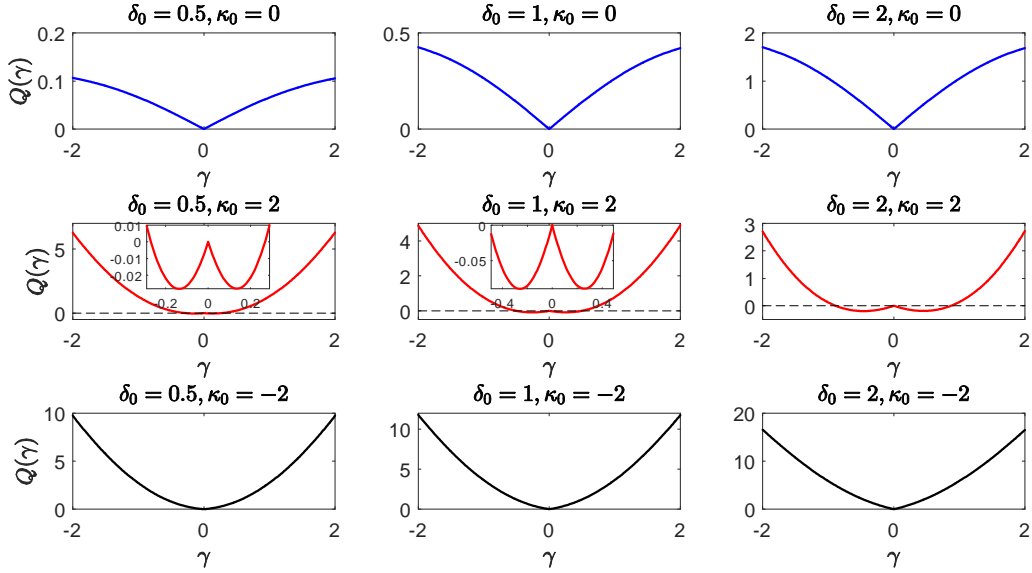 δ₀ = 0.5, κ₀ = 0 δ₀ = 1, κ₀ = 0 δ₀ = 2, κ₀ = 0
0.2 0.5 2
Q(γ) 0.1 1
0 0 0
-2 0 2 -2 0 2 -2 0 2
γ γ γ
δ₀ = 0.5, κ₀ = 2 δ₀ = 1, κ₀ = 2 δ₀ = 2, κ₀ = 2
0.01 0 3
5 0 4 2
Q(γ) -0.01 2 -0.05 1
-0.02
0 -0.2 0 0.2 0 -0.4 0 0.4 0
-2 0 2 -2 0 2 -2 0 2
γ γ γ
δ₀ = 0.5, κ₀ = −2 δ₀ = 1, κ₀ = −2 δ₀ = 2, κ₀ = −2
10 10 20
Q(γ) 5 5 10
0 0 0
-2 0 2 -2 0 2 -2 0 2
γ γ γ